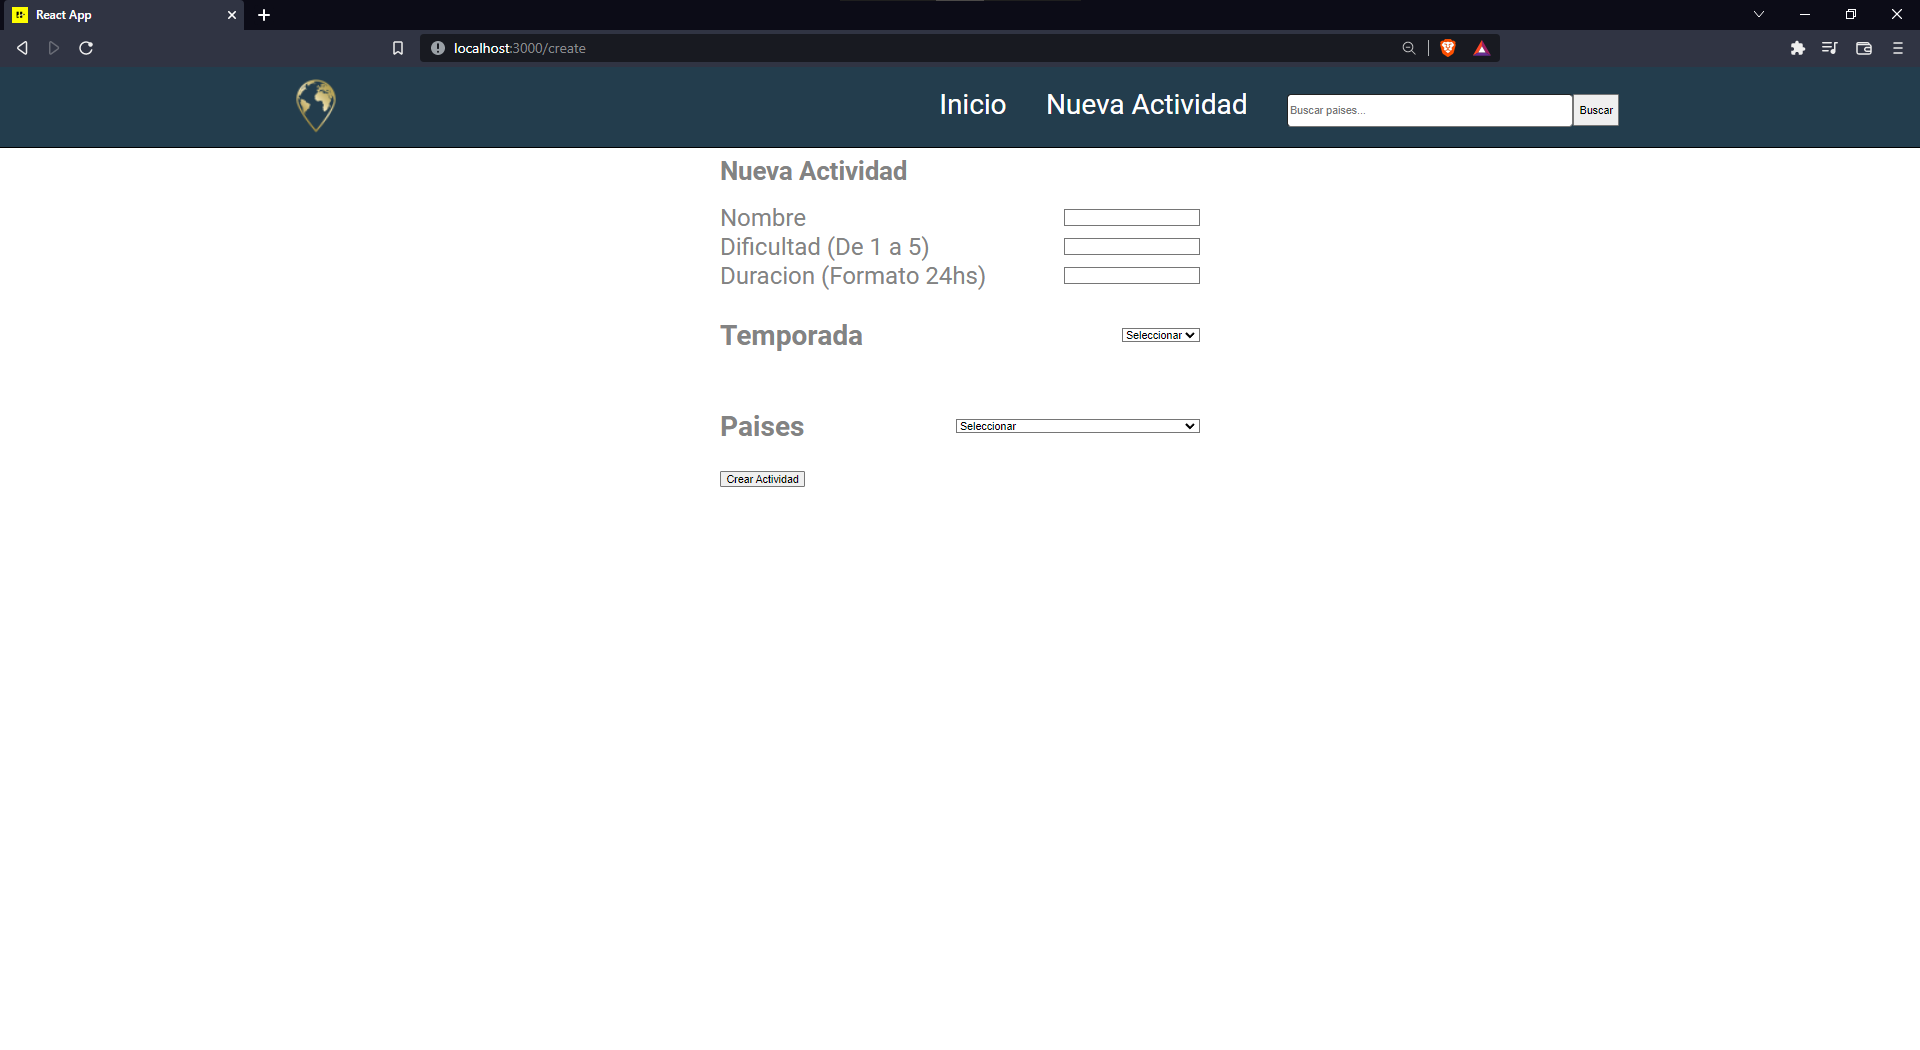 React App
localhost:3000/create
Inicio Nueva Actividad Buscar paises... Buscar
Nueva Actividad
Nombre
Dificultad (De 1 a 5)
Duracion (Formato 24hs)
Temporada Seleccionar
Paises Seleccionar
Crear Actividad